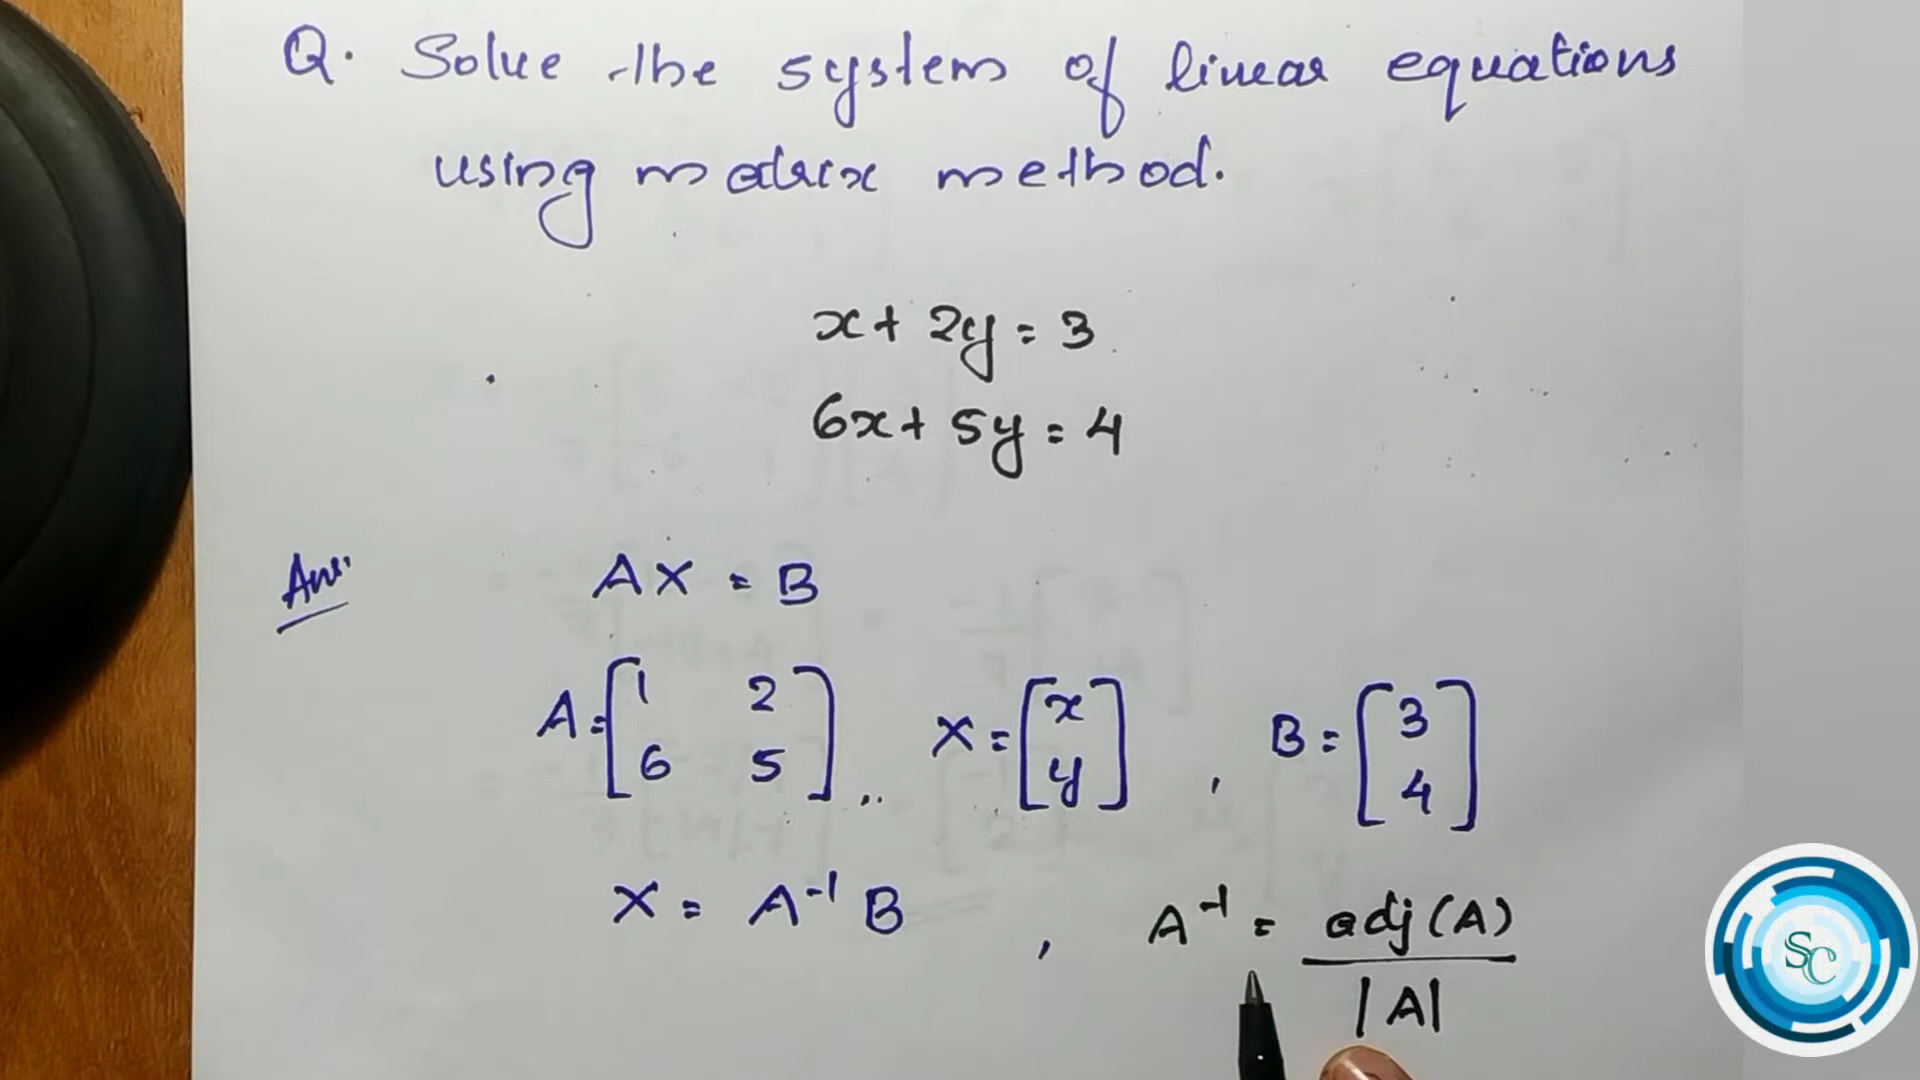 Q. Solve the system of linear equations
using matrix method.
x + 2y = 3
6x + 5y = 4
Ans:
AX = B
A = [1 2
6 5], X = [x
y], B = [3
4]
X = A⁻¹ B, A⁻¹ = adj(A)
|A|
SC